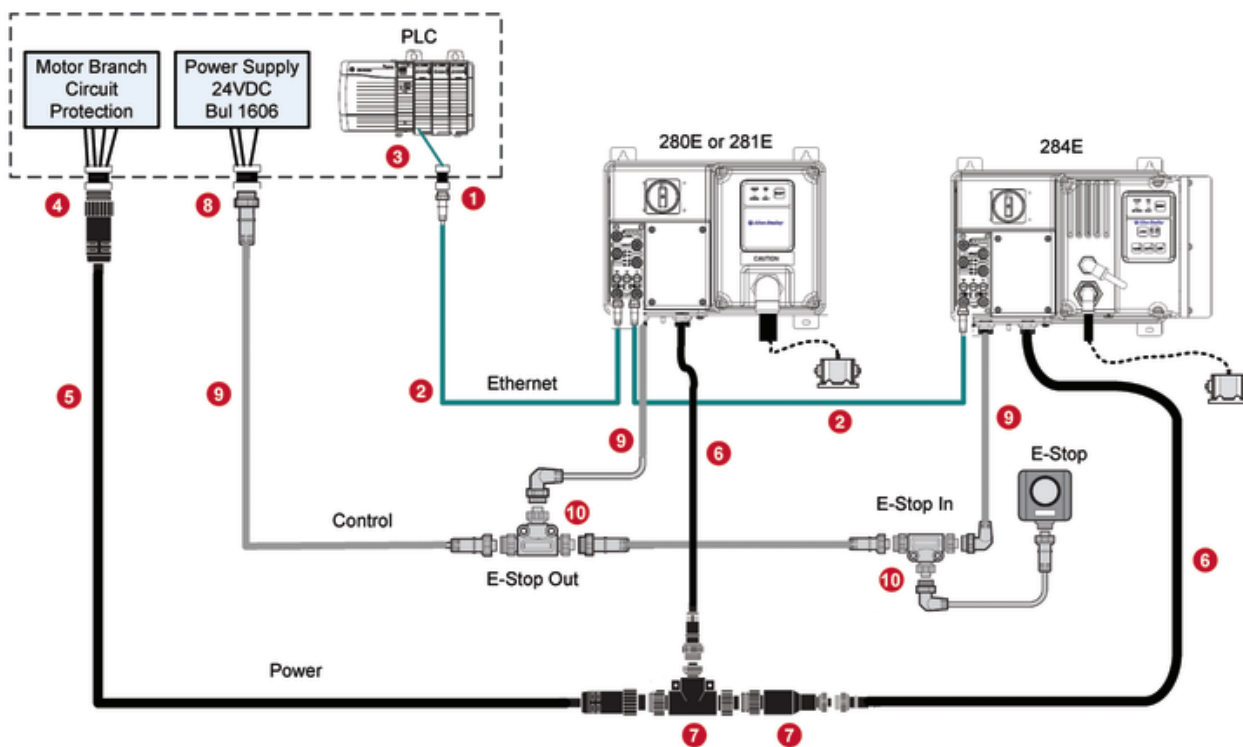 PLC
Motor Branch
Circuit
Protection
Power Supply
24VDC
Bul 1606
3
4
8
1
280E or 281E
284E
CAUTION
5
9
2
Ethernet
9
6
2
9
E-Stop
Control
10
E-Stop In
E-Stop Out
10
6
Power
7
7